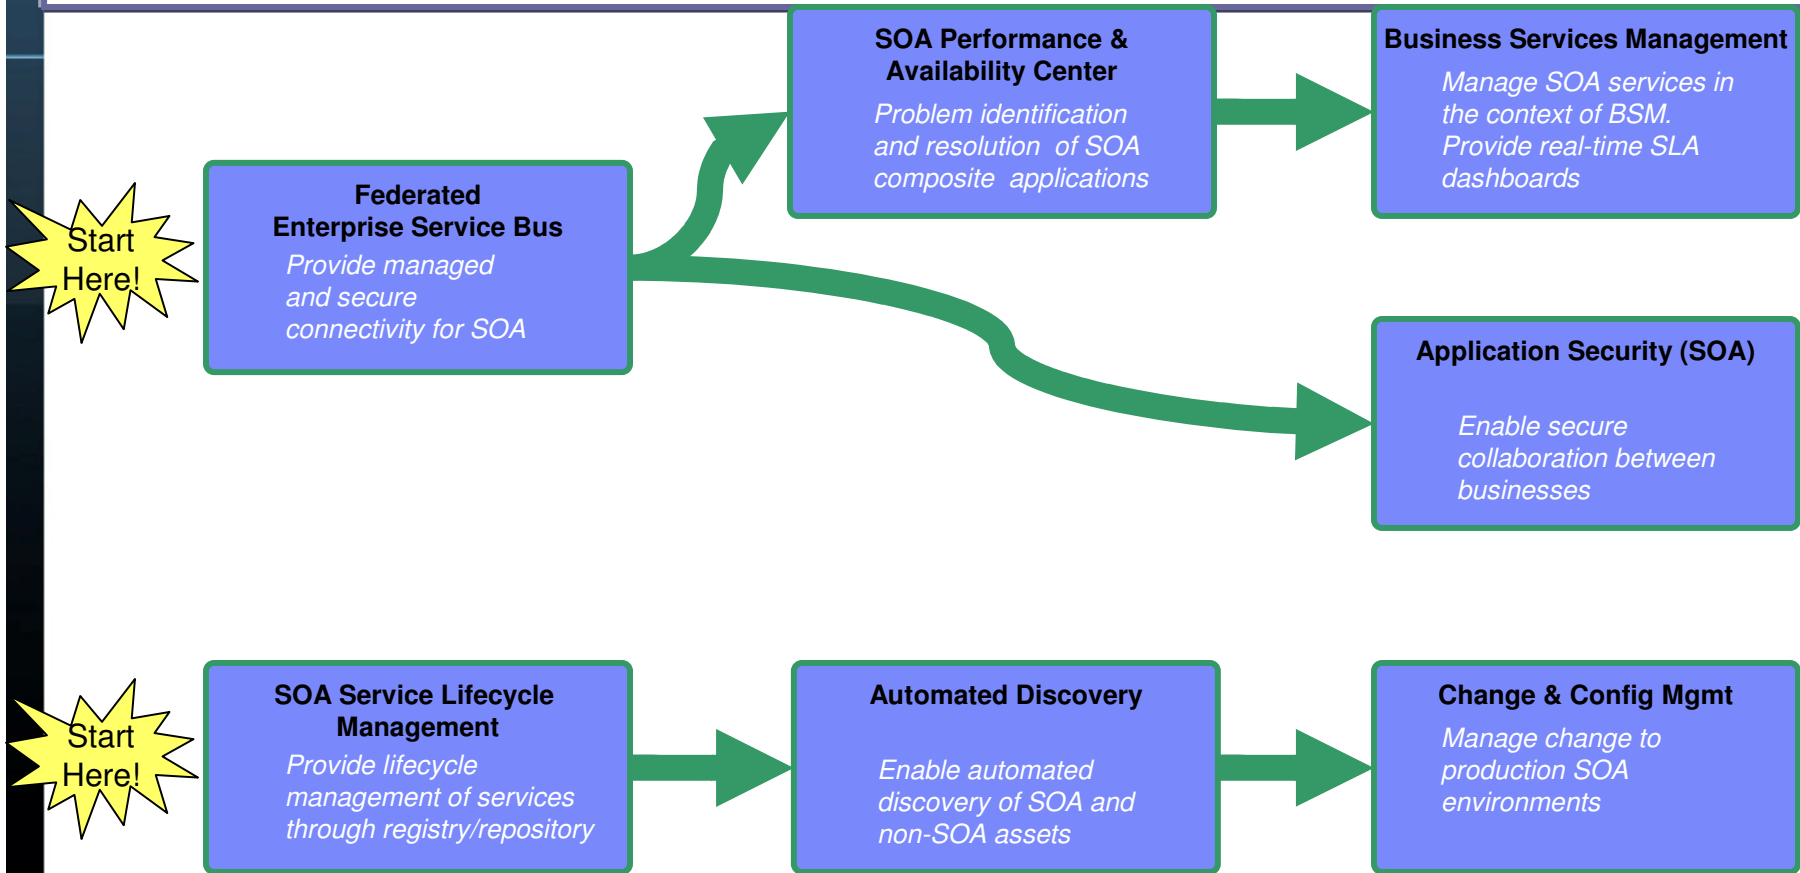 SOA Performance &
Availability Center
Problem identification
and resolution of SOA
composite applications
Business Services Management
Manage SOA services in
the context of BSM.
Provide real-time SLA
dashboards
Start
Here!
Federated
Enterprise Service Bus
Provide managed
and secure
connectivity for SOA
Application Security (SOA)
Enable secure
collaboration between
businesses
Start
Here!
SOA Service Lifecycle
Management
Provide lifecycle
management of services
through registry/repository
Automated Discovery
Enable automated
discovery of SOA and
non-SOA assets
Change & Config Mgmt
Manage change to
production SOA
environments